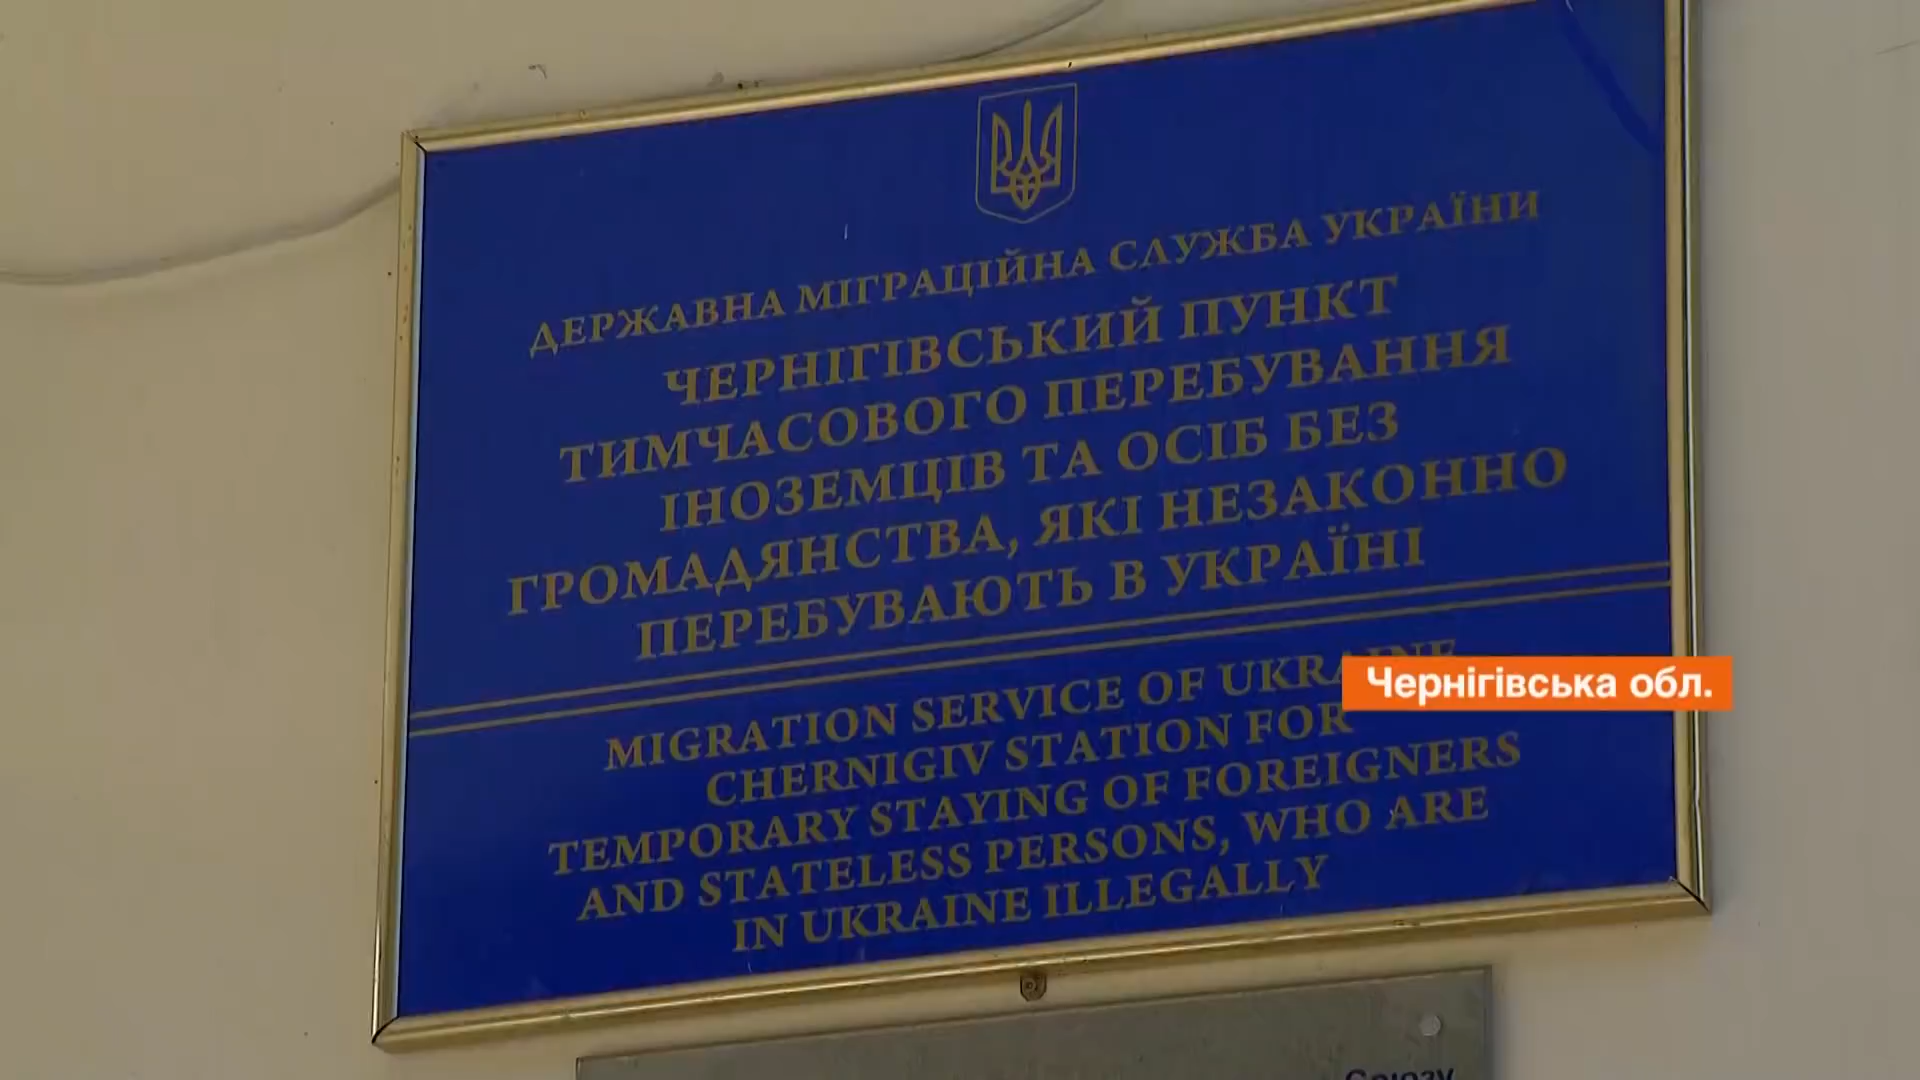 ДЕРЖАВНА МІГРАЦІЙНА СЛУЖБА УКРАЇНИ
ЧЕРНІГІВСЬКИЙ ПУНКТ
ТИМЧАСОВОГО ПЕРЕБУВАННЯ
ІНОЗЕМЦІВ ТА ОСІБ БЕЗ
ГРОМАДЯНСТВА, ЯКІ НЕЗАКОННО
ПЕРЕБУВАЮТЬ В УКРАЇНІ
MIGRATION SERVICE OF UKRAINE
Чернігівська обл.
CHERNIGIV STATION FOR
TEMPORARY STAYING OF FOREIGNERS
AND STATELESS PERSONS, WHO ARE
IN UKRAINE ILLEGALLY